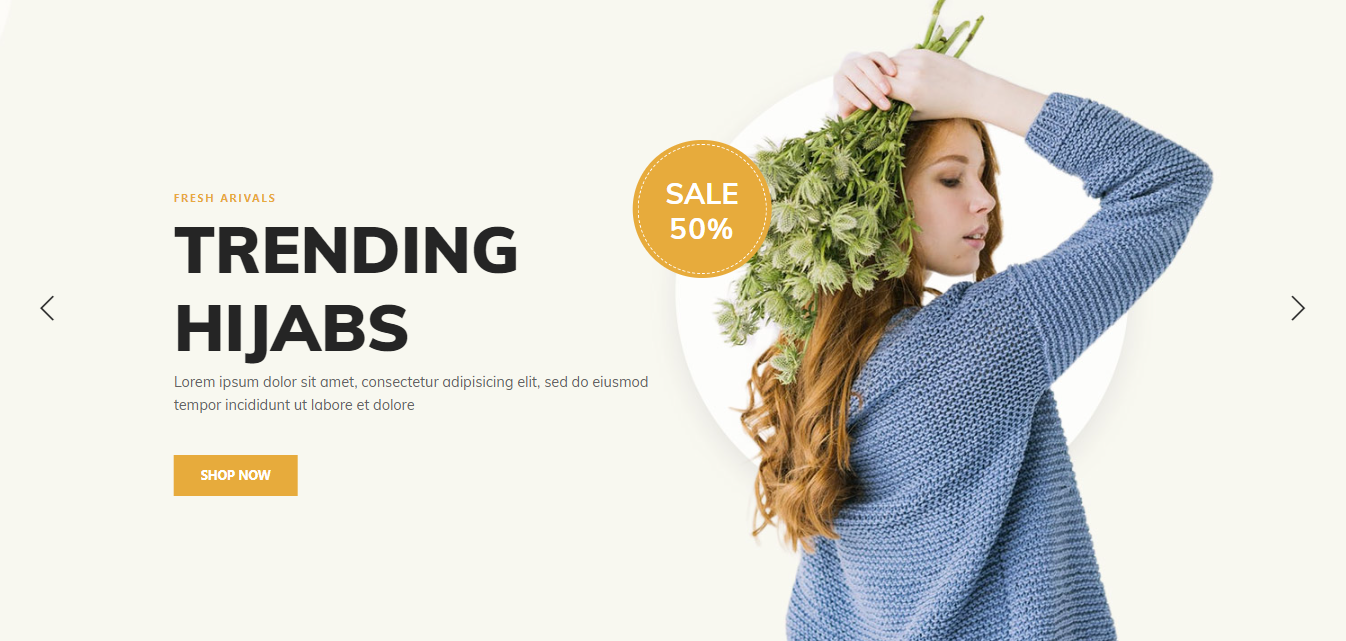 FRESH ARIVALS
TRENDING
HIJABS
Lorem ipsum dolor sit amet, consectetur adipisicing elit, sed do eiusmod
tempor incididunt ut labore et dolore
SHOP NOW
SALE
50%